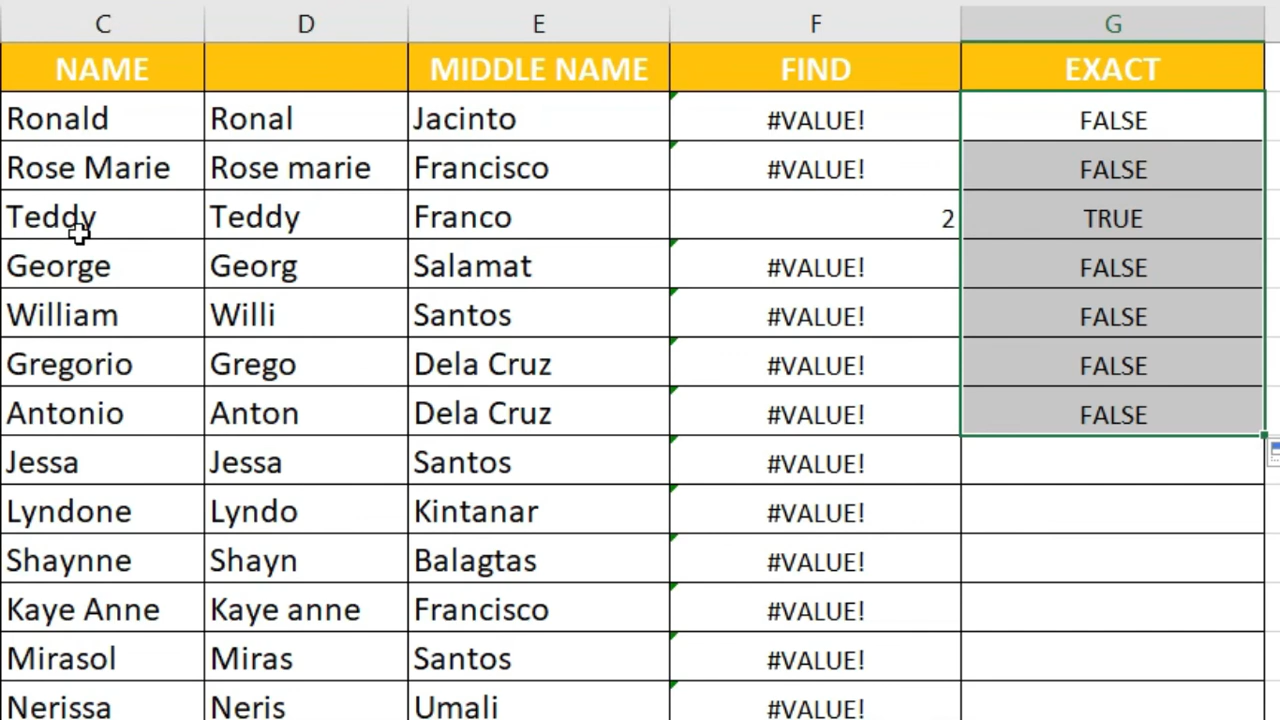 C D E F G
NAME MIDDLE NAME FIND EXACT
Ronald Ronal Jacinto #VALUE! FALSE
Rose Marie Rose marie Francisco #VALUE! FALSE
Teddy Teddy Franco 2 TRUE
George Georg Salamat #VALUE! FALSE
William Willi Santos #VALUE! FALSE
Gregorio Grego Dela Cruz #VALUE! FALSE
Antonio Anton Dela Cruz #VALUE! FALSE
Jessa Jessa Santos #VALUE!
Lyndone Lyndo Kintanar #VALUE!
Shaynne Shayn Balagtas #VALUE!
Kaye Anne Kaye anne Francisco #VALUE!
Mirasol Miras Santos #VALUE!
Nerissa Neris Umali #VALUE!